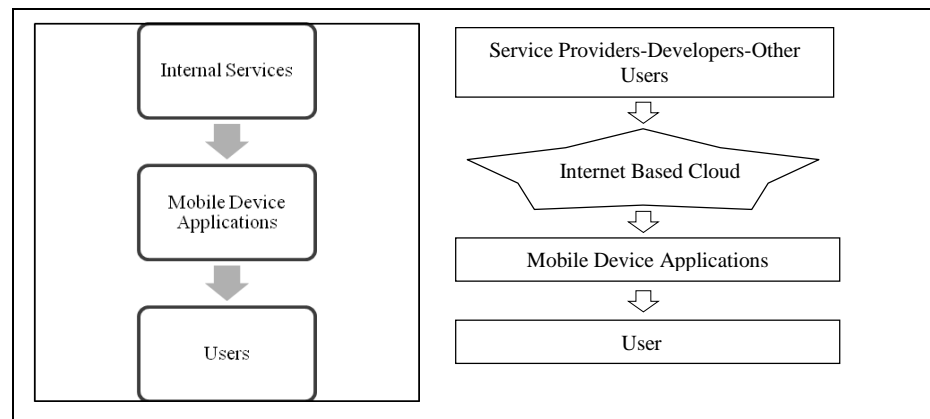 Internal Services
Mobile Device
Applications
Users
Service Providers-Developers-Other
Users
Internet Based Cloud
Mobile Device Applications
User